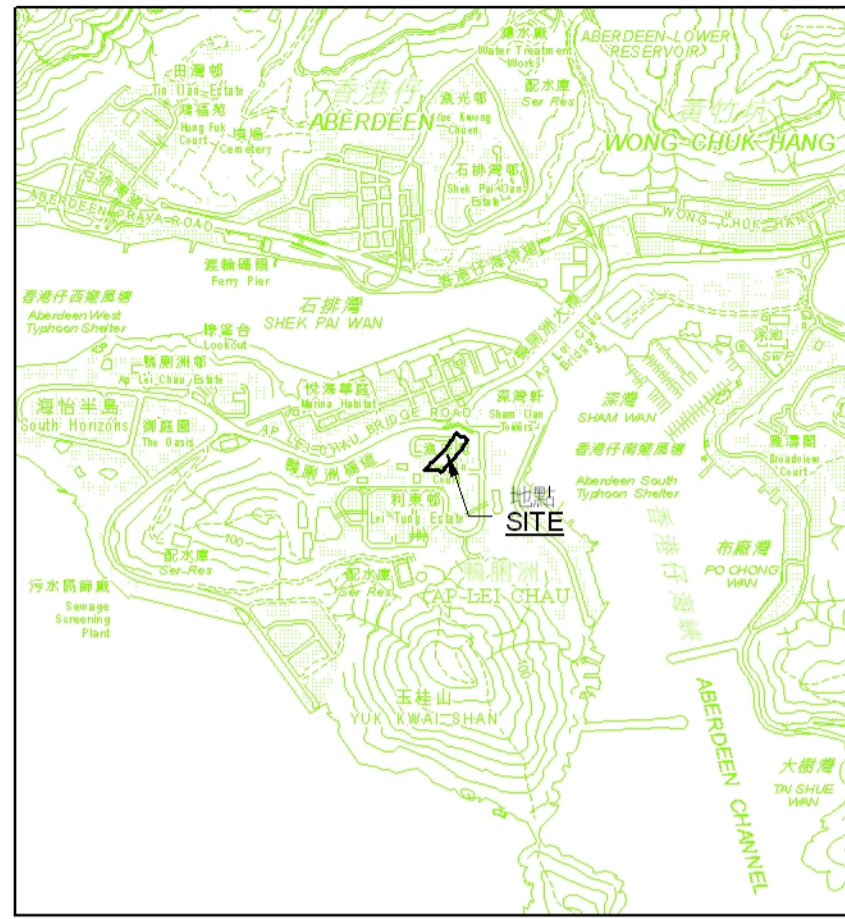 濾水廠
Water Treatment
Works
ABERDEEN LOWER
RESERVOIR
田灣邨
Tin Wan Estate
鴻福苑
Hung Fuk
Court
墳場
Cemetery
香港仔
ABERDEEN
漁光邨
Yue Kwong
Chuen
配水庫
Ser Res
黃竹坑
WONG CHUK HANG
石排灣邨
Shek Pai Wan
Estate
ABERDEEN PRAYA ROAD
WONG CHUK HANG
香港仔海傍道
渡輪碼頭
Ferry Pier
香港仔西避風塘
Aberdeen West
Typhoon Shelter
石排灣
SHEK PAI WAN
瞭望台
Lookout
鴨脷洲大橋
Ap Lei Chau
Bridge
泳池
SWP
鴨脷洲邨
Ap Lei Chau Estate
悅海華庭
Marina Habitat
海怡半島
South Horizons
御庭園
The Oasis
AP LEI CHAU BRIDGE ROAD
鴨脷洲橋道
深灣軒
Sham Wan
Towers
深灣
SHAM WAN
香港仔南避風塘
Aberdeen South
Typhoon Shelter
雅濤閣
Broadview
Court
地點
SITE
利東邨
Lei Tung Estate
配水庫
Ser Res
配水庫
Ser Res
鴨脷洲
AP LEI CHAU
香港仔海峽
ABERDEEN CHANNEL
布廠灣
PO CHONG
WAN
污水隔篩廠
Sewage
Screening
Plant
100
100
玉桂山
YUK KWAI SHAN
大樹灣
TAI SHUE
WAN